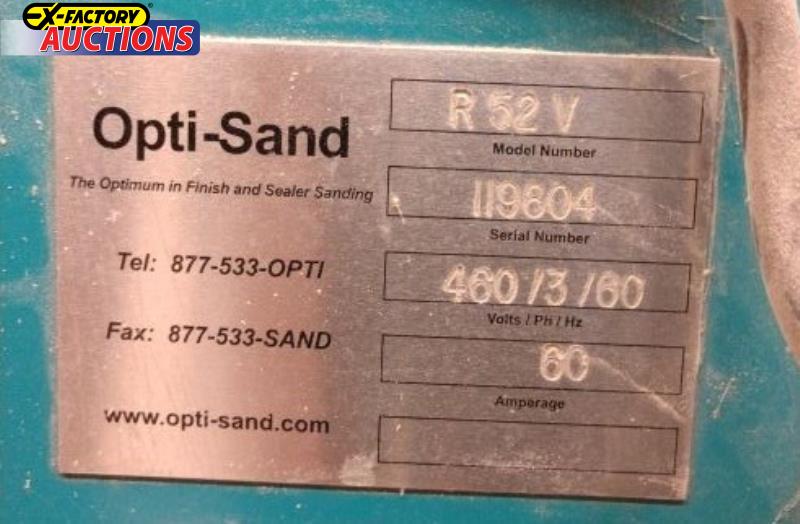 EX-FACTORY
AUCTIONS
Opti-Sand
The Optimum in Finish and Sealer Sanding
Tel: 877-533-OPTI
Fax: 877-533-SAND
www.opti-sand.com
R 52 V
Model Number
119604
Serial Number
460 / 3 / 60
Volts / Ph / Hz
60
Amperage